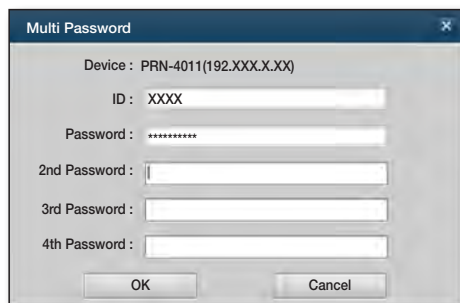 Multi Password
Device : PRN-4011(192.XXX.X.XX)
ID : XXXX
Password : **********
2nd Password :
3rd Password :
4th Password :
OK Cancel